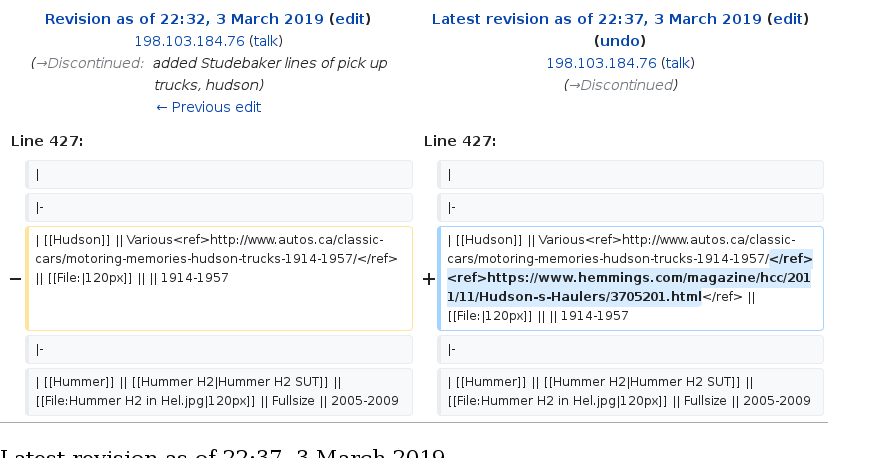 Revision as of 22:32, 3 March 2019 (edit)
198.103.184.76 (talk)
(→Discontinued: added Studebaker lines of pick up
trucks, hudson)
← Previous edit
Latest revision as of 22:37, 3 March 2019 (edit)
(undo)
198.103.184.76 (talk)
(→Discontinued)
Line 427:
Line 427:
|
|
|-
|-
−
| [[Hudson]] || Various<ref>http://www.autos.ca/classic-
cars/motoring-memories-hudson-trucks-1914-1957/</ref>
|| [[File:|120px]] || || 1914-1957
+
| [[Hudson]] || Various<ref>http://www.autos.ca/classic-
cars/motoring-memories-hudson-trucks-1914-1957/</ref>
<ref>https://www.hemmings.com/magazine/hcc/201
1/11/Hudson-s-Haulers/3705201.html</ref> ||
[[File:|120px]] || || 1914-1957
|-
|-
| [[Hummer]] || [[Hummer H2|Hummer H2 SUT]] ||
[[File:Hummer H2 in Hel.jpg|120px]] || Fullsize || 2005-2009
| [[Hummer]] || [[Hummer H2|Hummer H2 SUT]] ||
[[File:Hummer H2 in Hel.jpg|120px]] || Fullsize || 2005-2009
Latest revision as of 22:37, 3 March 2019